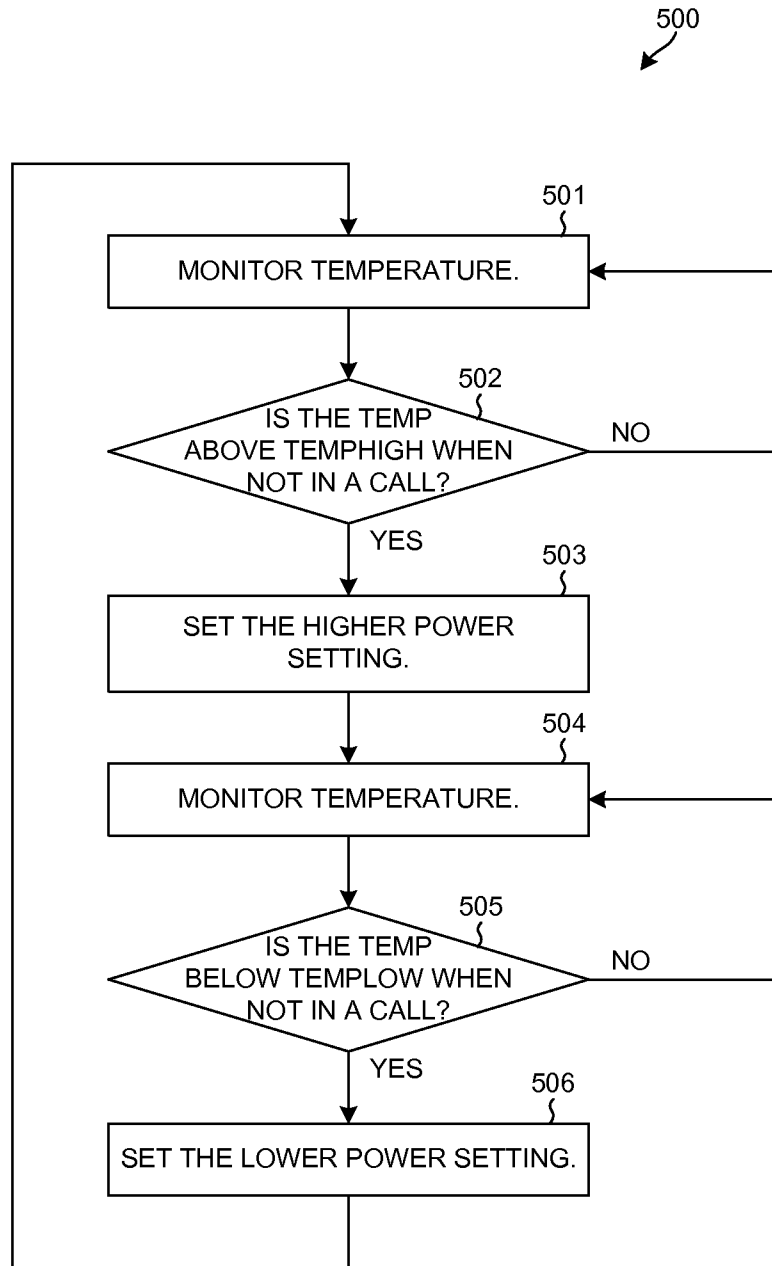 500
501
MONITOR TEMPERATURE.
502
IS THE TEMP
ABOVE TEMPHIGH WHEN
NOT IN A CALL?
NO
YES
503
SET THE HIGHER POWER
SETTING.
504
MONITOR TEMPERATURE.
505
IS THE TEMP
BELOW TEMPLOW WHEN
NOT IN A CALL?
NO
YES
506
SET THE LOWER POWER SETTING.